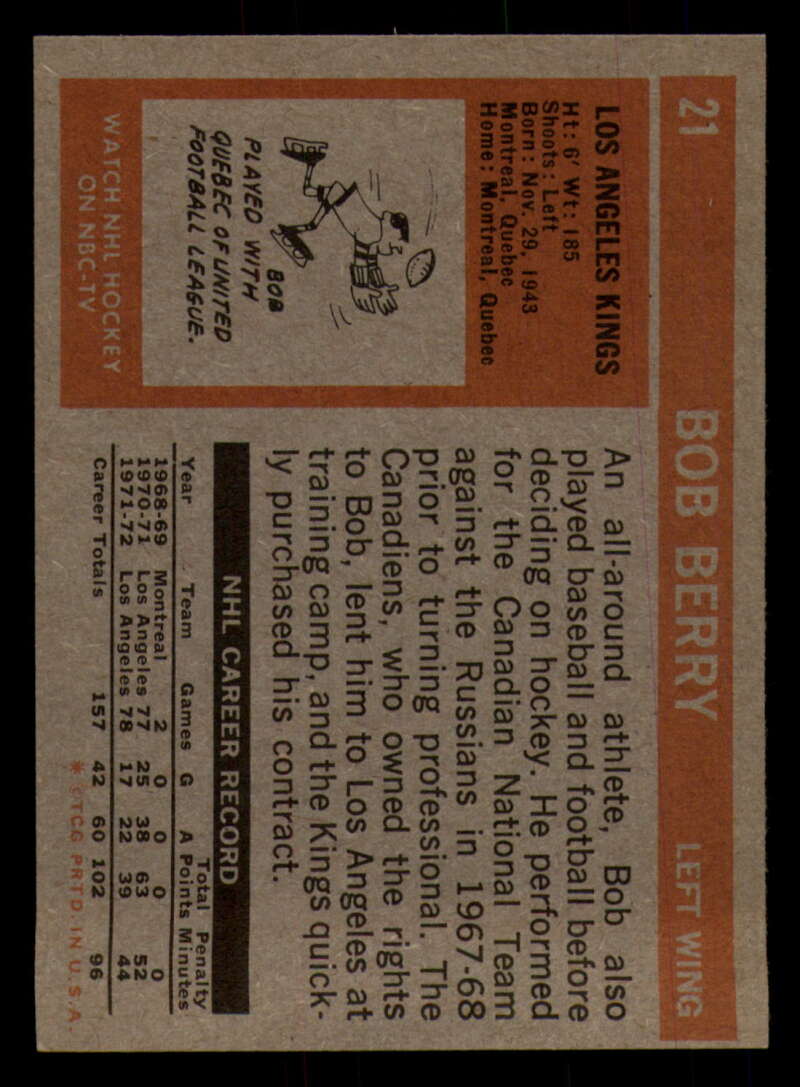 21 BOB BERRY LEFT WING
LOS ANGELES KINGS
Ht: 6' Wt: 185
Shoots: Left
Born: Nov. 29, 1943
Montreal, Quebec
Home: Montreal, Quebec
BOB
PLAYED WITH
QUEBEC OF UNITED
FOOTBALL LEAGUE.
WATCH NHL HOCKEY
ON NBC-TV
An all-around athlete, Bob also
played baseball and football before
deciding on hockey. He performed
for the Canadian National Team
against the Russians in 1967-68
prior to turning professional. The
Canadiens, who owned the rights
to Bob, lent him to Los Angeles at
training camp, and the Kings quick-
ly purchased his contract.
NHL CAREER RECORD
Total Penalty
Year Team Games G A Points Minutes
1968-69 Montreal 2 0 0 0 0
1970-71 Los Angeles 77 25 38 63 52
1971-72 Los Angeles 78 17 22 39 44
Career Totals 157 42 60 102 96
* © T.C.G. PRTD. IN U.S.A.